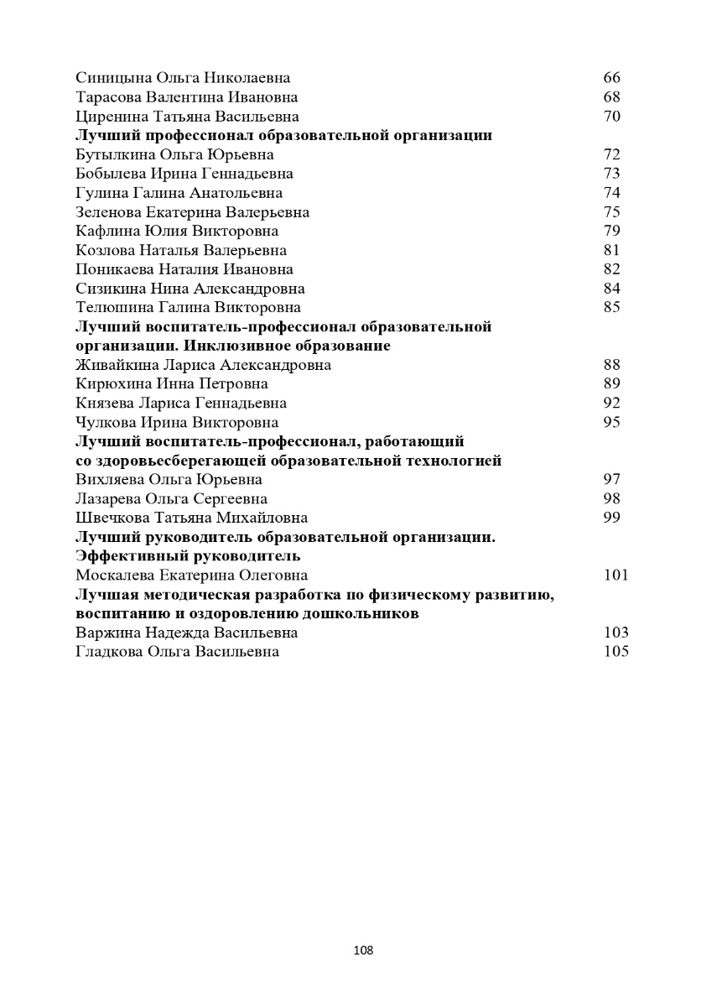 Синицына Ольга Николаевна 66
Тарасова Валентина Ивановна 68
Циренина Татьяна Васильевна 70
Лучший профессионал образовательной организации
Бутылкина Ольга Юрьевна 72
Бобылева Ирина Геннадьевна 73
Гулина Галина Анатольевна 74
Зеленова Екатерина Валерьевна 75
Кафлина Юлия Викторовна 79
Козлова Наталья Валерьевна 81
Поникаева Наталия Ивановна 82
Сизикина Нина Александровна 84
Телюшина Галина Викторовна 85
Лучший воспитатель-профессионал образовательной
организации. Инклюзивное образование
Живайкина Лариса Александровна 88
Кирюхина Инна Петровна 89
Князева Лариса Геннадьевна 92
Чулкова Ирина Викторовна 95
Лучший воспитатель-профессионал, работающий
со здоровьесберегающей образовательной технологией
Вихляева Ольга Юрьевна 97
Лазарева Ольга Сергеевна 98
Швечкова Татьяна Михайловна 99
Лучший руководитель образовательной организации.
Эффективный руководитель
Москалева Екатерина Олеговна 101
Лучшая методическая разработка по физическому развитию,
воспитанию и оздоровлению дошкольников
Варжина Надежда Васильевна 103
Гладкова Ольга Васильевна 105
108